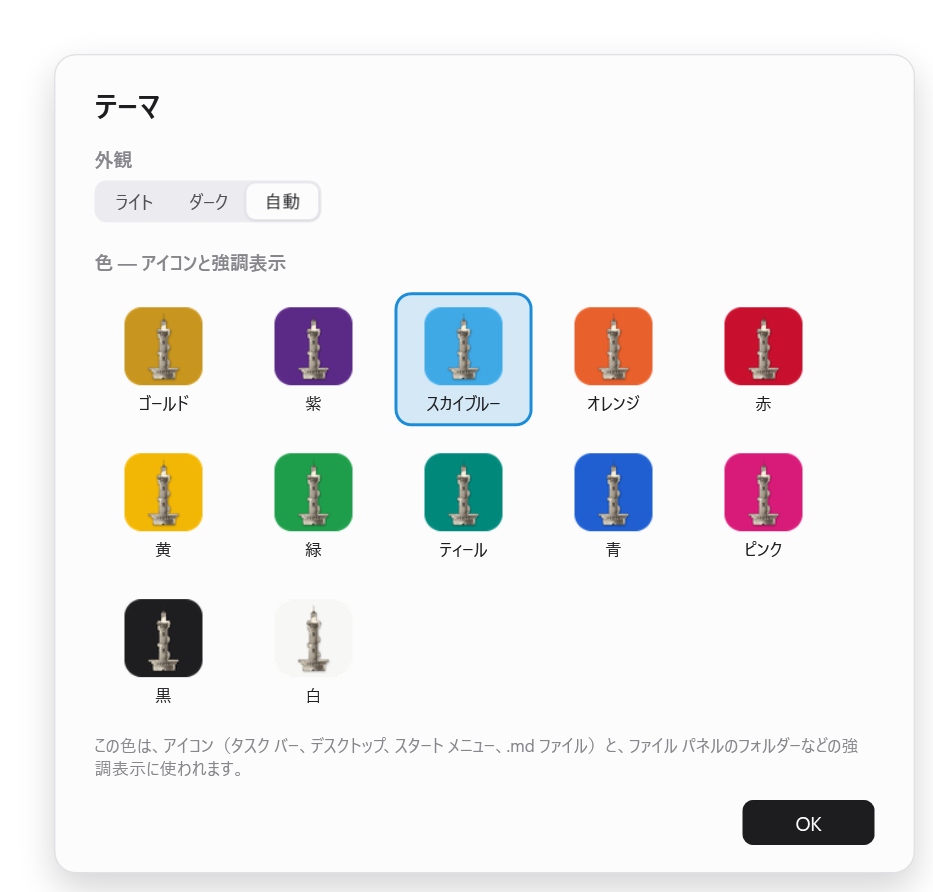 テーマ
外観
ライト ダーク 自動
色 — アイコンと強調表示
ゴールド 紫 スカイブルー オレンジ 赤
黄 緑 ティール 青 ピンク
黒 白
この色は、アイコン（タスク バー、デスクトップ、スタート メニュー、.md ファイル）と、ファイル パネルのフォルダーなどの強
調表示に使われます。
OK